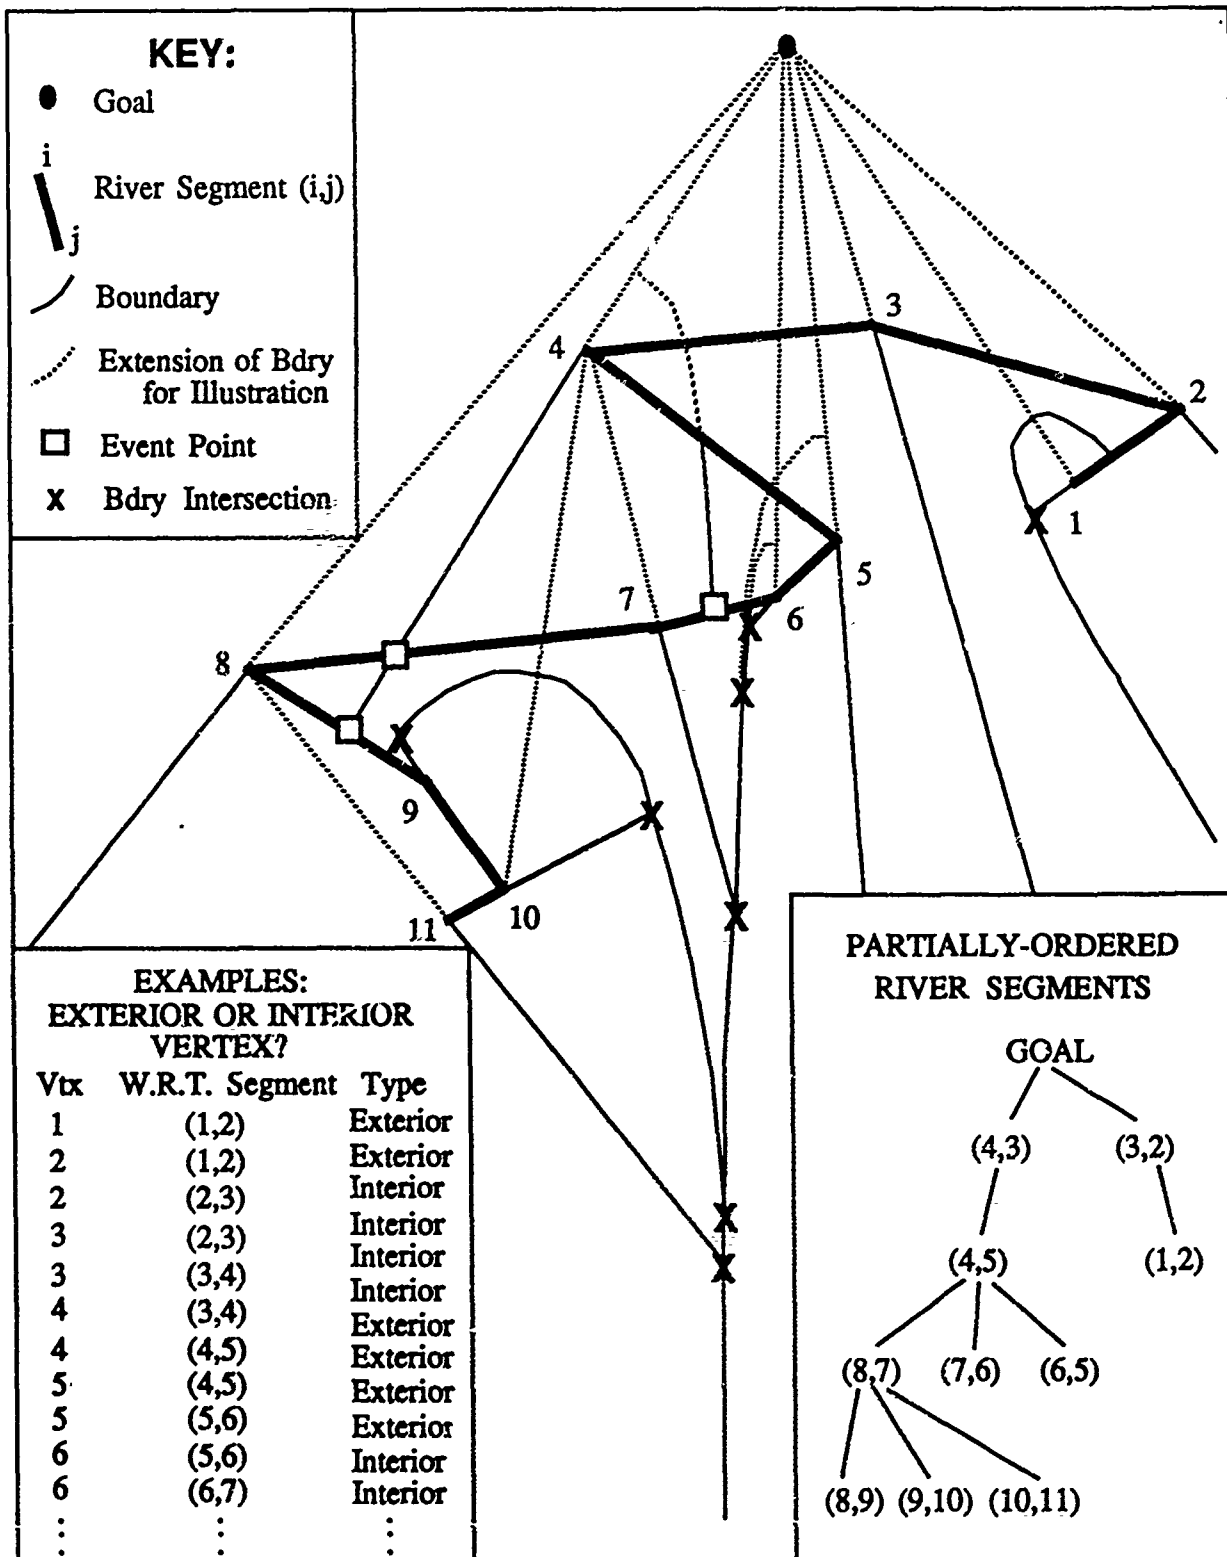 KEY:
Goal
i
River Segment (i,j)
j
Boundary
Extension of Bdry
for Illustration
Event Point
X Bdry Intersection
3
4
2
1
5
7
6
8
9
10
11
EXAMPLES:
EXTERIOR OR INTERIOR
VERTEX?
Vtx W.R.T. Segment Type
1 (1,2) Exterior
2 (1,2) Exterior
2 (2,3) Interior
3 (2,3) Interior
3 (3,4) Interior
4 (3,4) Interior
4 (4,5) Exterior
5 (4,5) Exterior
5 (5,6) Exterior
6 (5,6) Exterior
6 (6,7) Interior
Interior
PARTIALLY-ORDERED
RIVER SEGMENTS
GOAL
(4,3) (3,2)
(4,5) (1,2)
(8,7) (7,6) (6,5)
(8,9) (9,10) (10,11)